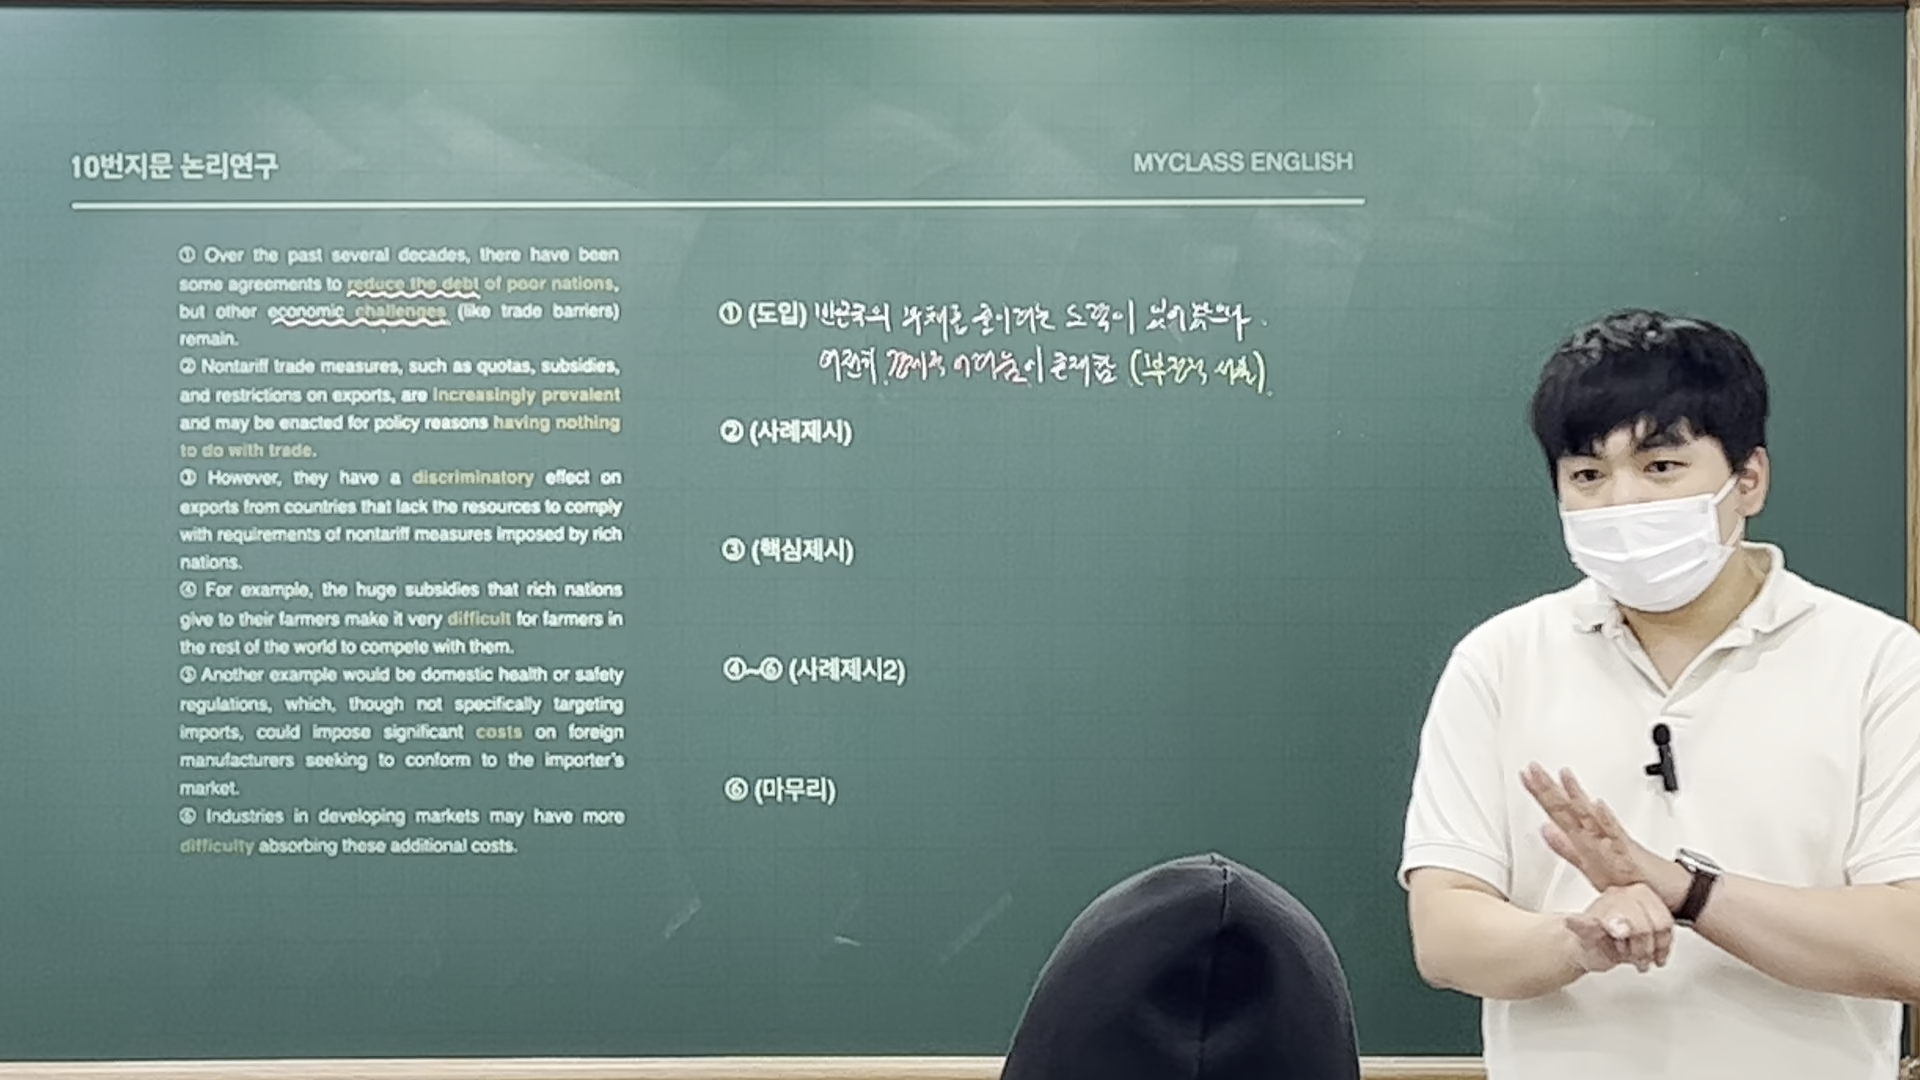 10번지문 논리연구
MYCLASS ENGLISH
① Over the past several decades, there have been
some agreements to reduce the debt of poor nations,
but other economic challenges (like trade barriers)
remain.
② Nontariff trade measures, such as quotas, subsidies,
and restrictions on exports, are increasingly prevalent
and may be enacted for policy reasons having nothing
to do with trade.
③ However, they have a discriminatory effect on
exports from countries that lack the resources to comply
with requirements of nontariff measures imposed by rich
nations.
④ For example, the huge subsidies that rich nations
give to their farmers make it very difficult for farmers in
the rest of the world to compete with them.
⑤ Another example would be domestic health or safety
regulations, which, though not specifically targeting
imports, could impose significant costs on foreign
manufacturers seeking to conform to the importer's
market.
⑥ Industries in developing markets may have more
difficulty absorbing these additional costs.
① (도입) 빈곤국의 부채를 줄이려는 노력이 있어왔으나.
여전히 경제적 어려움이 존재함 (부정적 서술).
② (사례제시)
③ (핵심제시)
④~⑥ (사례제시2)
⑥ (마무리)